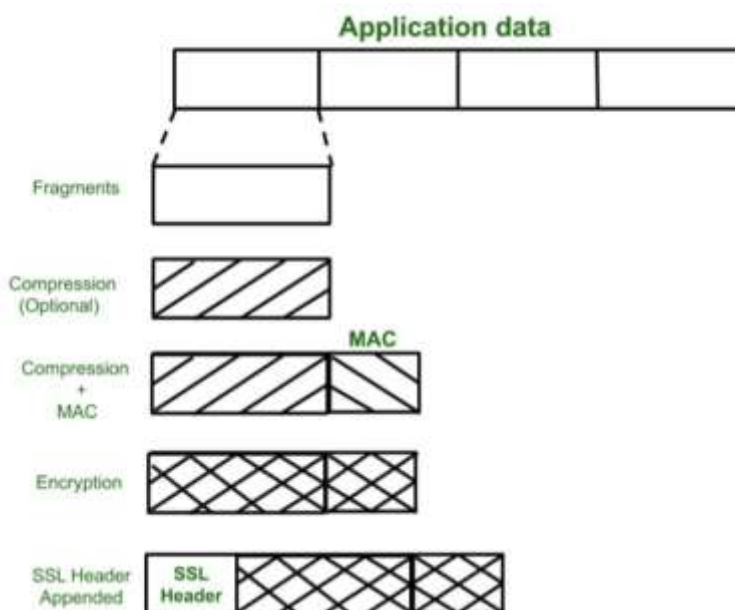 Application data
Fragments
Compression
(Optional)
MAC
Compression
+
MAC
Encryption
SSL Header
Appended
SSL
Header